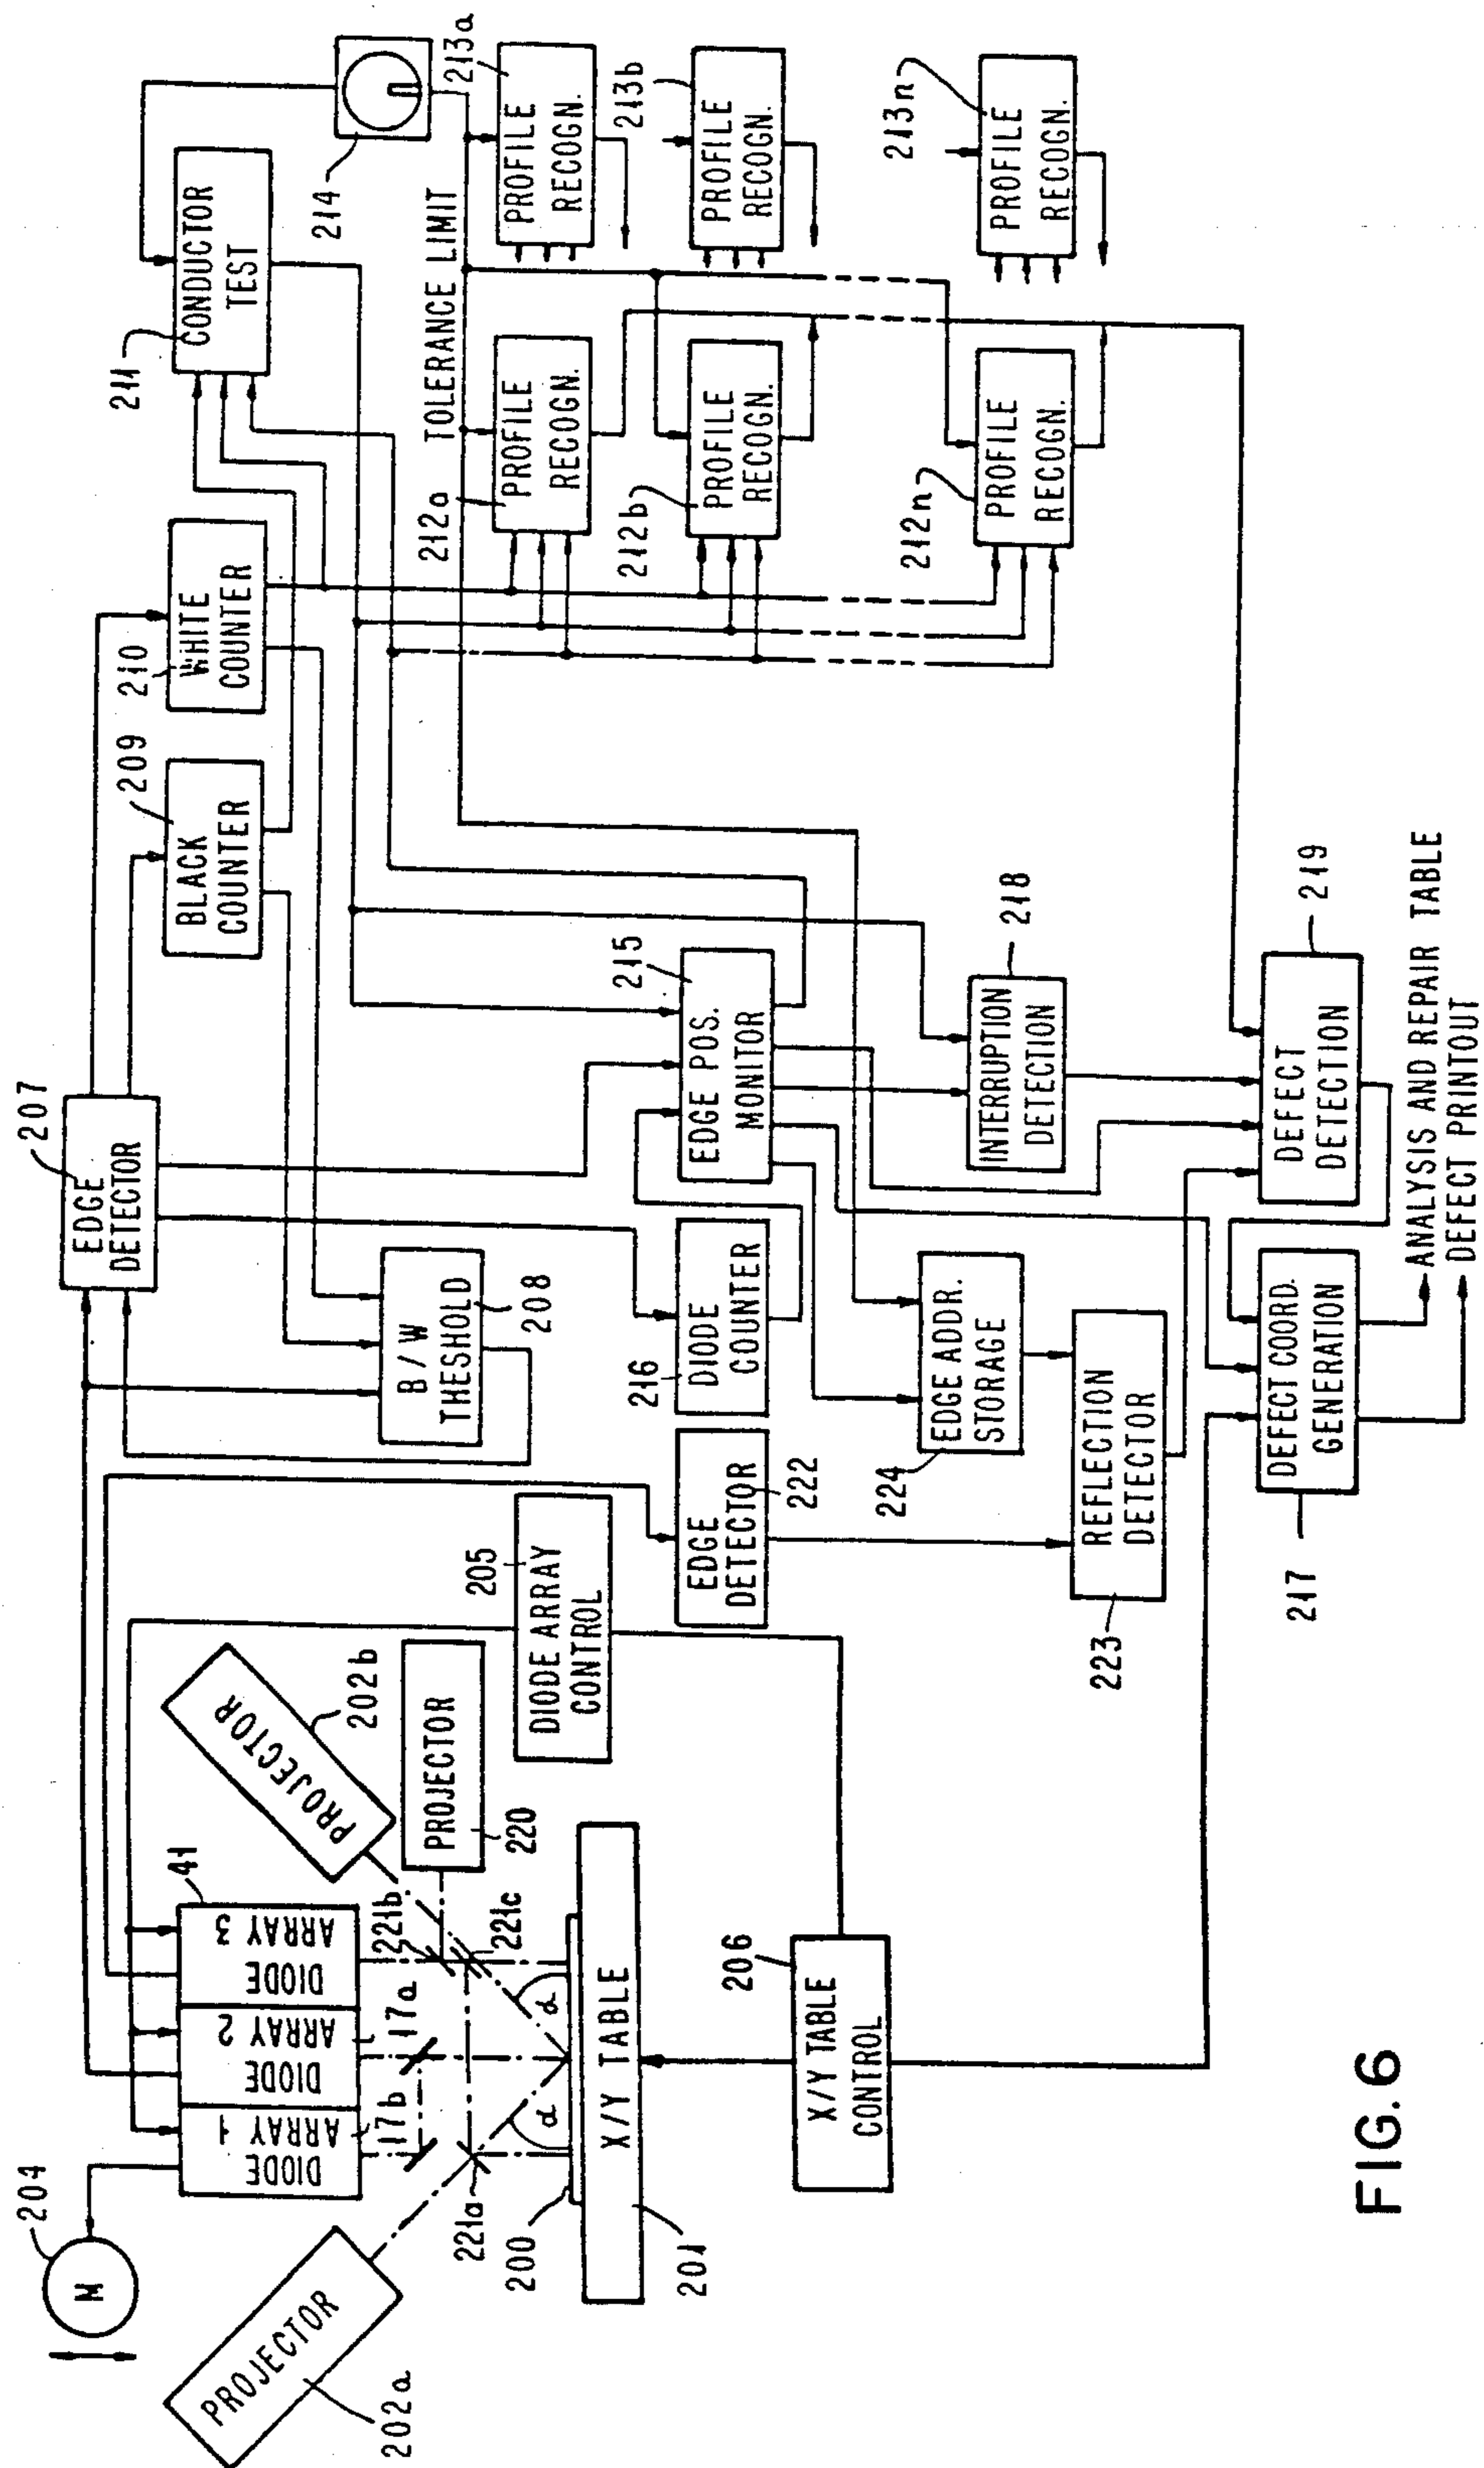 204
M
PROJECTOR
202a
DIODE
ARRAY 1
DIODE
ARRAY 2
DIODE
ARRAY 3
41
17b
17a
PROJECTOR
202b
PROJECTOR
220
221a
221b
221c
α
α
200
X/Y TABLE
201
X/Y TABLE
CONTROL
206
DIODE ARRAY
CONTROL
205
EDGE
DETECTOR
207
B/W
THESHOLD
208
BLACK
COUNTER
209
WHITE
COUNTER
210
CONDUCTOR
TEST
211
214
TOLERANCE LIMIT
EDGE
DETECTOR
222
DIODE
COUNTER
216
EDGE POS.
MONITOR
215
PROFILE
RECOGN.
212a
PROFILE
RECOGN.
212b
PROFILE
RECOGN.
212n
PROFILE
RECOGN.
213a
PROFILE
RECOGN.
213b
PROFILE
RECOGN.
213n
EDGE ADDR.
STORAGE
224
INTERRUPTION
DETECTION
218
REFLECTION
DETECTOR
223
DEFECT COORD.
GENERATION
217
DEFECT
DETECTION
219
ANALYSIS AND REPAIR TABLE
DEFECT PRINTOUT
FIG.6